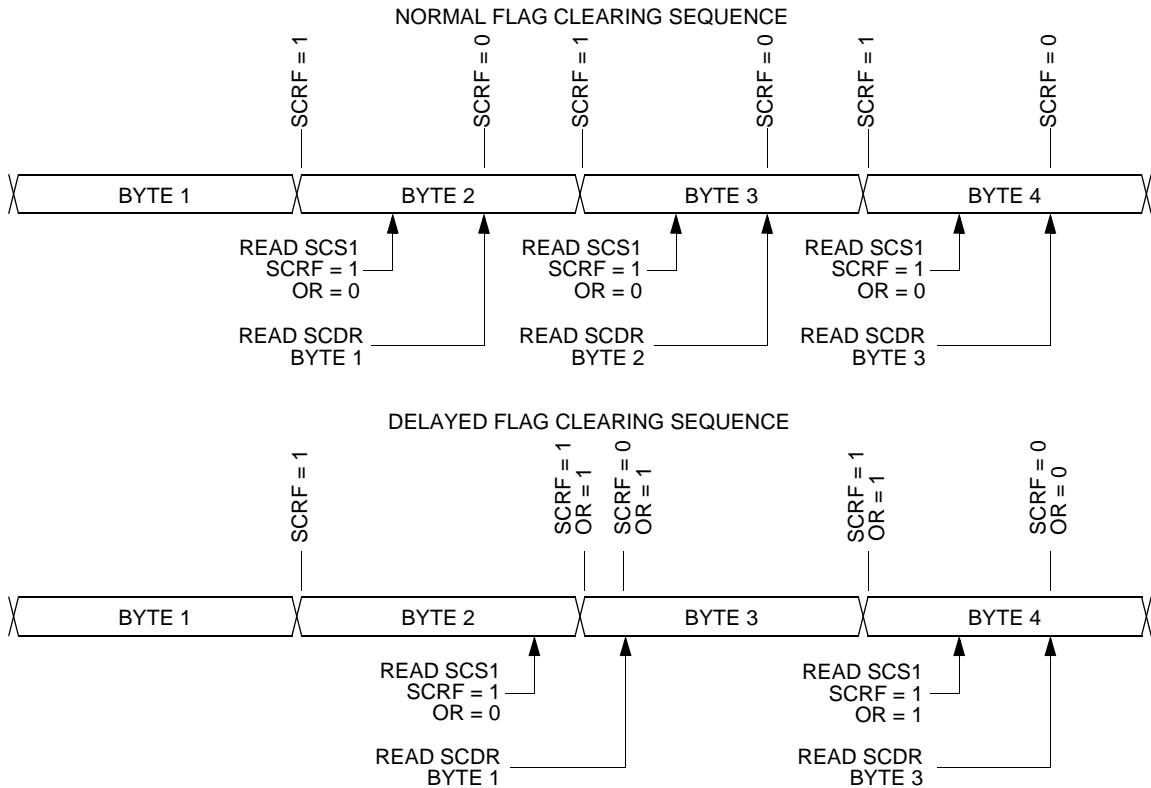 NORMAL FLAG CLEARING SEQUENCE
SCRF = 1
SCRF = 0
SCRF = 1
SCRF = 0
SCRF = 1
SCRF = 0
BYTE 1
BYTE 2
BYTE 3
BYTE 4
READ SCS1
SCRF = 1
OR = 0
READ SCS1
SCRF = 1
OR = 0
READ SCS1
SCRF = 1
OR = 0
READ SCDR
BYTE 1
READ SCDR
BYTE 2
READ SCDR
BYTE 3
DELAYED FLAG CLEARING SEQUENCE
SCRF = 1
SCRF = 1
OR = 1
SCRF = 0
OR = 1
SCRF = 1
OR = 1
SCRF = 0
OR = 0
BYTE 1
BYTE 2
BYTE 3
BYTE 4
READ SCS1
SCRF = 1
OR = 0
READ SCS1
SCRF = 1
OR = 1
READ SCDR
BYTE 1
READ SCDR
BYTE 3